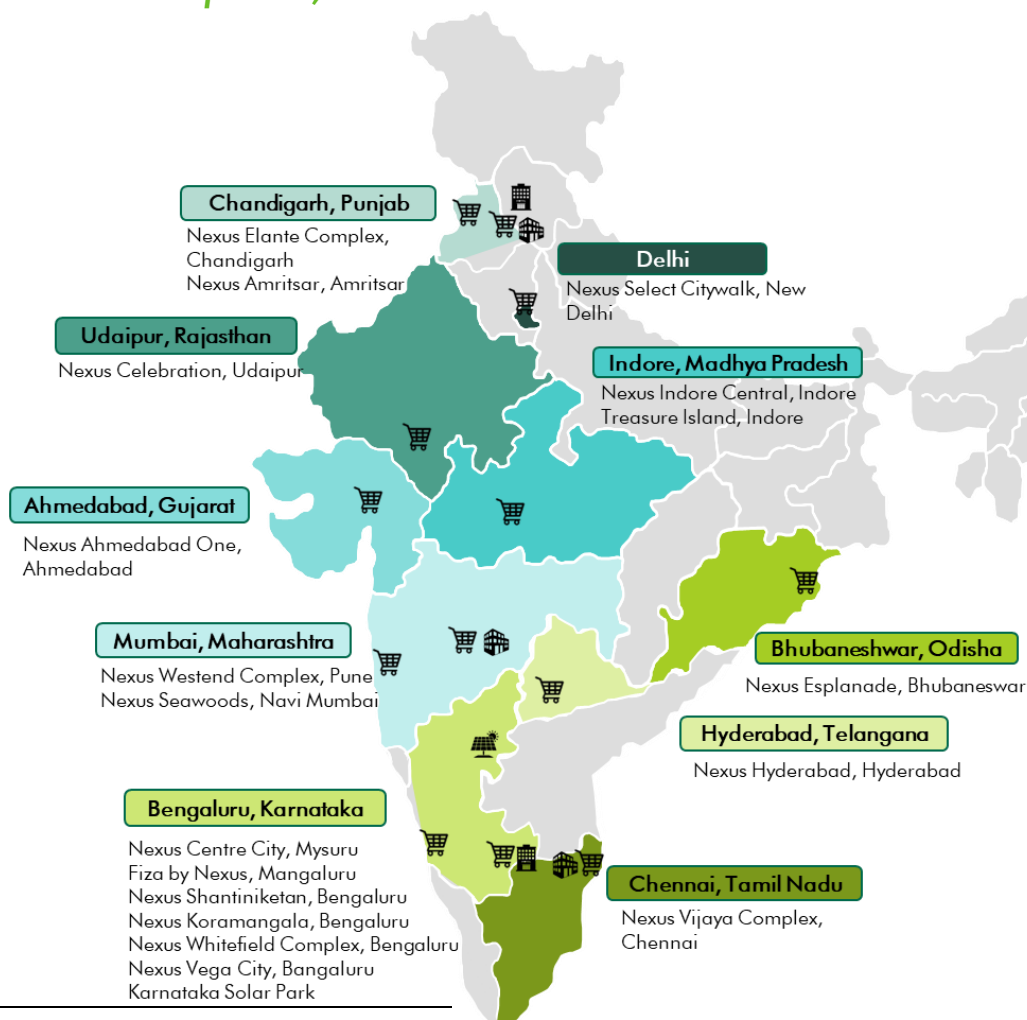 Chandigarh, Punjab
Nexus Elante Complex,
Chandigarh
Nexus Amritsar, Amritsar
Delhi
Nexus Select Citywalk, New
Delhi
Udaipur, Rajasthan
Nexus Celebration, Udaipur
Indore, Madhya Pradesh
Nexus Indore Central, Indore
Treasure Island, Indore
Ahmedabad, Gujarat
Nexus Ahmedabad One,
Ahmedabad
Mumbai, Maharashtra
Nexus Westend Complex, Pune
Nexus Seawoods, Navi Mumbai
Bhubaneshwar, Odisha
Nexus Esplanade, Bhubaneswar
Hyderabad, Telangana
Nexus Hyderabad, Hyderabad
Bengaluru, Karnataka
Nexus Centre City, Mysuru
Fiza by Nexus, Mangaluru
Nexus Shantiniketan, Bengaluru
Nexus Koramangala, Bengaluru
Nexus Whitefield Complex, Bengaluru
Nexus Vega City, Bangaluru
Karnataka Solar Park
Chennai, Tamil Nadu
Nexus Vijaya Complex,
Chennai